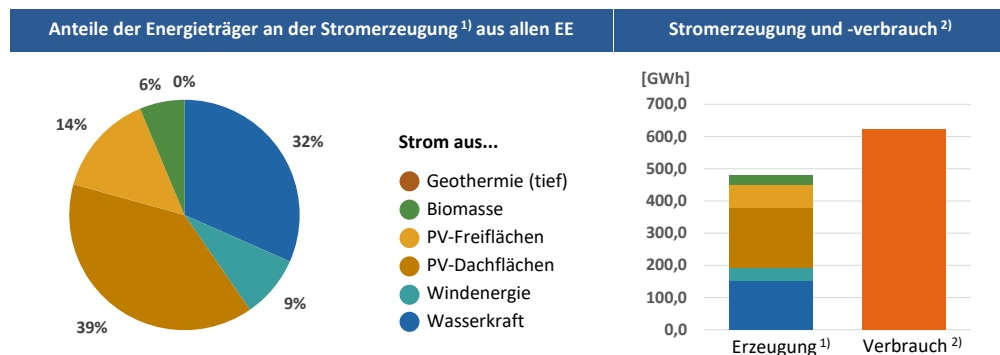 Anteile der Energieträger an der Stromerzeugung 1) aus allen EE
Stromerzeugung und -verbrauch 2)
6%
0%
14%
32%
39%
9%
Strom aus...
Geothermie (tief)
Biomasse
PV-Freiflächen
PV-Dachflächen
Windenergie
Wasserkraft
[GWh]
700,0
600,0
500,0
400,0
300,0
200,0
100,0
0,0
Erzeugung 1)
Verbrauch 2)